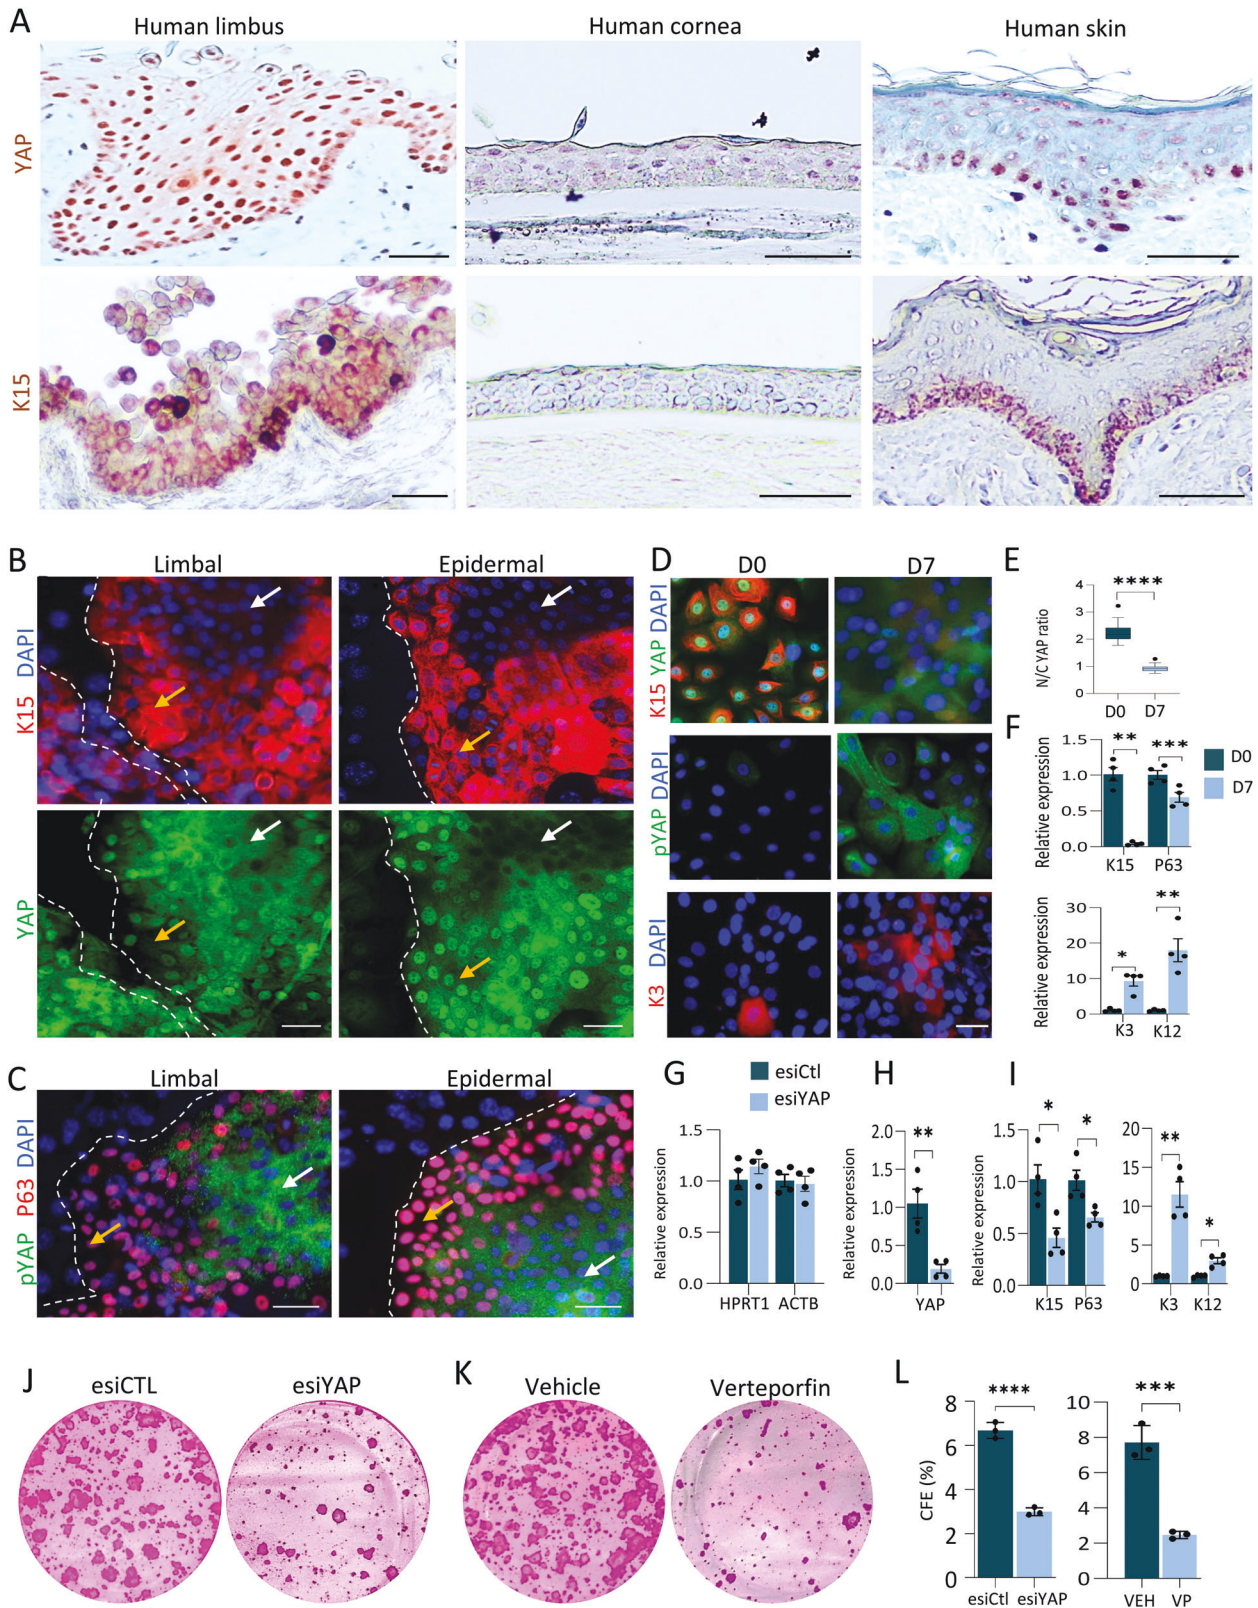 A
Human limbus
Human cornea
Human skin
YAP
K15
B
Limbal
Epidermal
K15 DAPI
YAP
C
Limbal
Epidermal
pYAP P63 DAPI
D
D0
D7
K15 YAP DAPI
pYAP DAPI
K3 DAPI
E
N/C YAP ratio
4
3
2
1
0
****
D0
D7
F
Relative expression
1.5
1.0
0.5
0.0
**
***
K15
P63
D0
D7
Relative expression
30
20
10
0
*
**
K3
K12
G
esiCtl
esiYAP
Relative expression
1.5
1.0
0.5
0.0
HPRT1
ACTB
H
Relative expression
2.0
1.5
1.0
0.5
0.0
**
YAP
I
Relative expression
1.5
1.0
0.5
0.0
*
*
K15
P63
20
15
10
5
0
**
*
K3
K12
J
esiCTL
esiYAP
K
Vehicle
Verteporfin
L
CFE (%)
8
6
4
2
0
****
esiCtl
esiYAP
10
8
6
4
2
0
***
VEH
VP